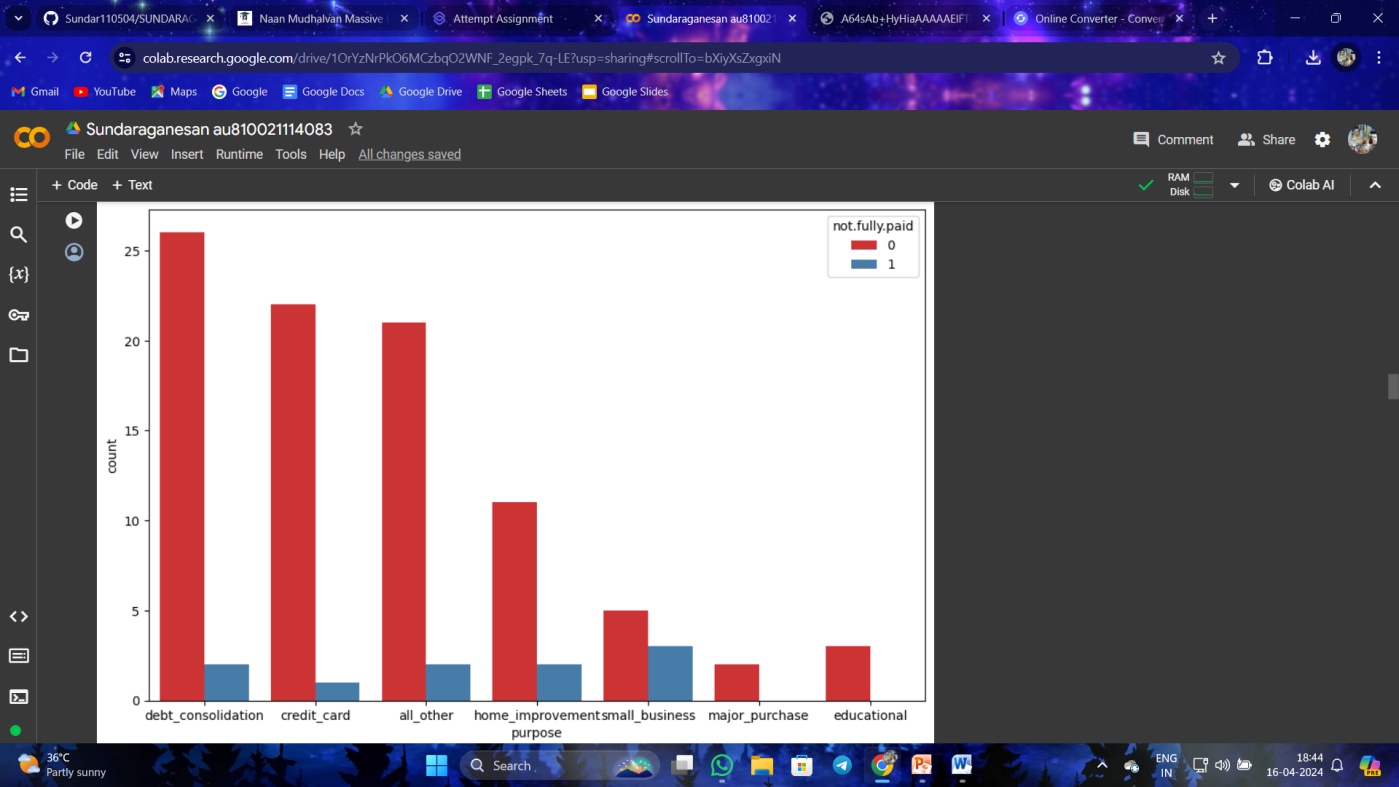 Sundar110504/SUNDARAG
Naan Mudhalvan Massive
Attempt Assignment
Sundaraganesan au810021
A64sAb+HyHiaAAAAAElFT
Online Converter - Conver
colab.research.google.com/drive/1OrYzNrPkO6MCzbqO2WNF_2egpk_7q-LE?usp=sharing#scrollTo=bXiyXsZxgxiN
Gmail
YouTube
Maps
Google
Google Docs
Google Drive
Google Sheets
Google Slides
Sundaraganesan au810021114083
Comment
Share
File Edit View Insert Runtime Tools Help All changes saved
+ Code + Text
RAM
Disk
Colab AI
{x}
not.fully.paid
0
1
25
20
15
10
5
0
count
debt_consolidation
credit_card
all_other
home_improvement
small_business
major_purchase
educational
purpose
36°C
Partly sunny
Search
ENG
IN
18:44
16-04-2024
PRE